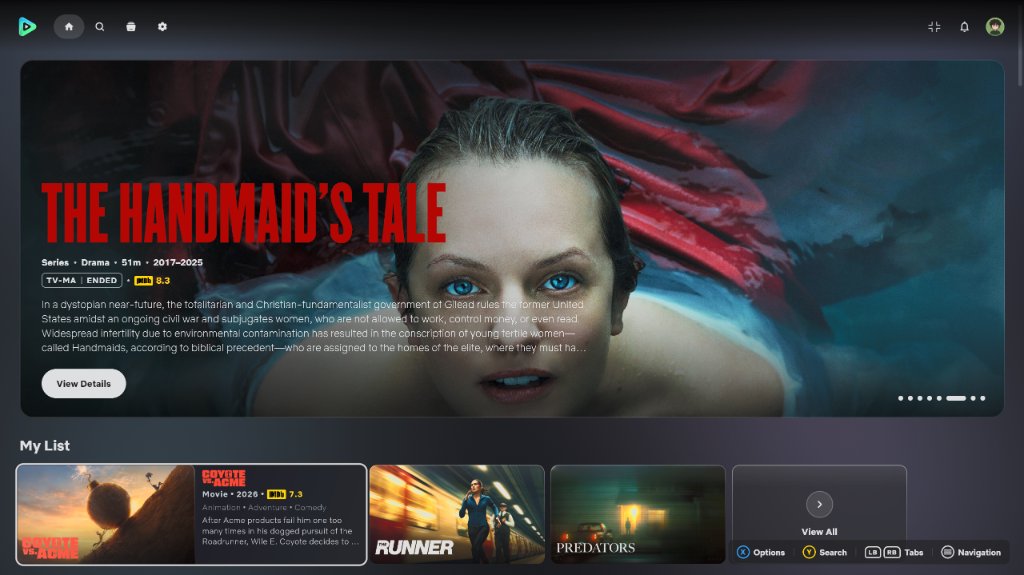 THE HANDMAID'S TALE
Series • Drama • 51m • 2017–2025
TV-MA | ENDED • 8.3
In a dystopian near-future, the totalitarian and Christian-fundamentalist government of Gilead rules the former United
States amidst an ongoing civil war and subjugates women, who are not allowed to work, control money, or even read.
Widespread infertility due to environmental contamination has resulted in the conscription of young fertile women—
called Handmaids, according to biblical precedent—who are assigned to the homes of the elite, where they must ha...
View Details
My List
COYOTE
VS. ACME
COYOTE
VS. ACME
Movie • 2026 • 7.3
Animation • Adventure • Comedy
After Acme products fail him one too
many times in his dogged pursuit of the
Roadrunner, Wile E. Coyote decides to ...
THE RUNNER
PREDATORS
View All
X Options
Y Search
LB RB Tabs
Navigation